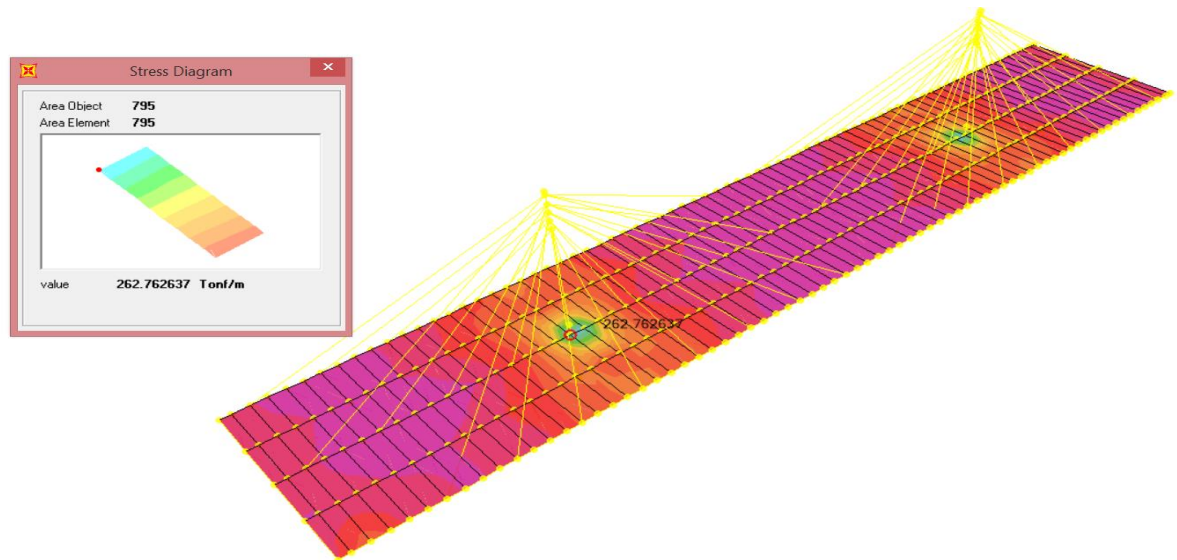 Stress Diagram
Area Object 795
Area Element 795
value 262.762637 Tonf/m
262.762637